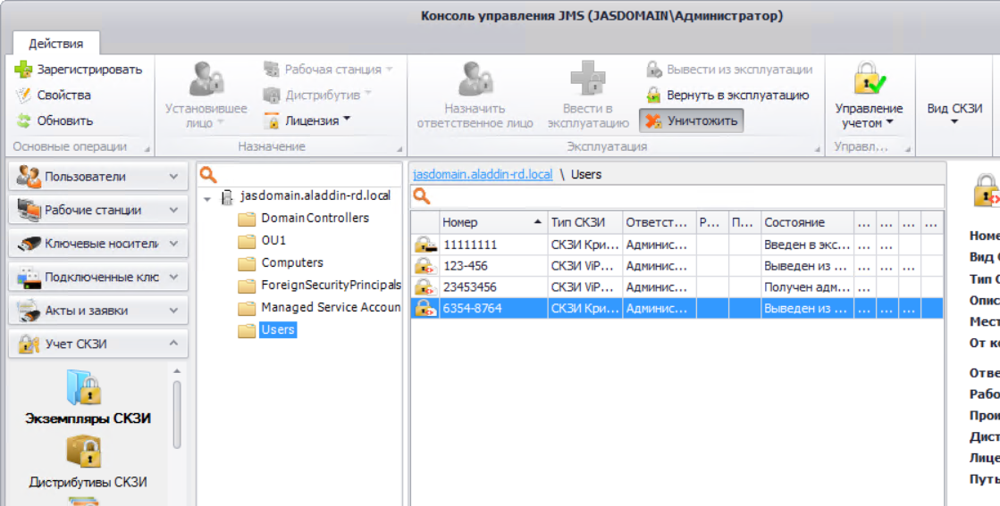 Консоль управления JMS (JASDOMAIN\Администратор)
Действия
Зарегистрировать
Свойства
Обновить
Основные операции
Установившее лицо
Рабочая станция
Дистрибутив
Лицензия
Назначение
Назначить ответственное лицо
Ввести в эксплуатацию
Вывести из эксплуатации
Вернуть в эксплуатацию
Уничтожить
Эксплуатация
Управление учетом
Управл...
Вид СКЗИ
Пользователи
Рабочие станции
Ключевые носители
Подключенные клю
Акты и заявки
Учет СКЗИ
Экземпляры СКЗИ
Дистрибутивы СКЗИ
jasdomain.aladdin-rd.local
Domain Controllers
OU1
Computers
ForeignSecurityPrincipals
Managed Service Accoun
Users
jasdomain.aladdin-rd.local \ Users
Номер Тип СКЗИ Ответст... Р... П... Состояние ... ... ... ...
11111111 СКЗИ Кри... Админис... Введен в экс... ... ...
123-456 СКЗИ ViP... Админис... Выведен из ... ... ... ...
23453456 СКЗИ ViP... Админис... Получен адм... ...
6354-8764 СКЗИ Кри... Админис... Выведен из ... ... ... ...
Номе
Вид С
Тип С
Опис
Мест
От к
Отве
Рабо
Прои
Дист
Лице
Путь